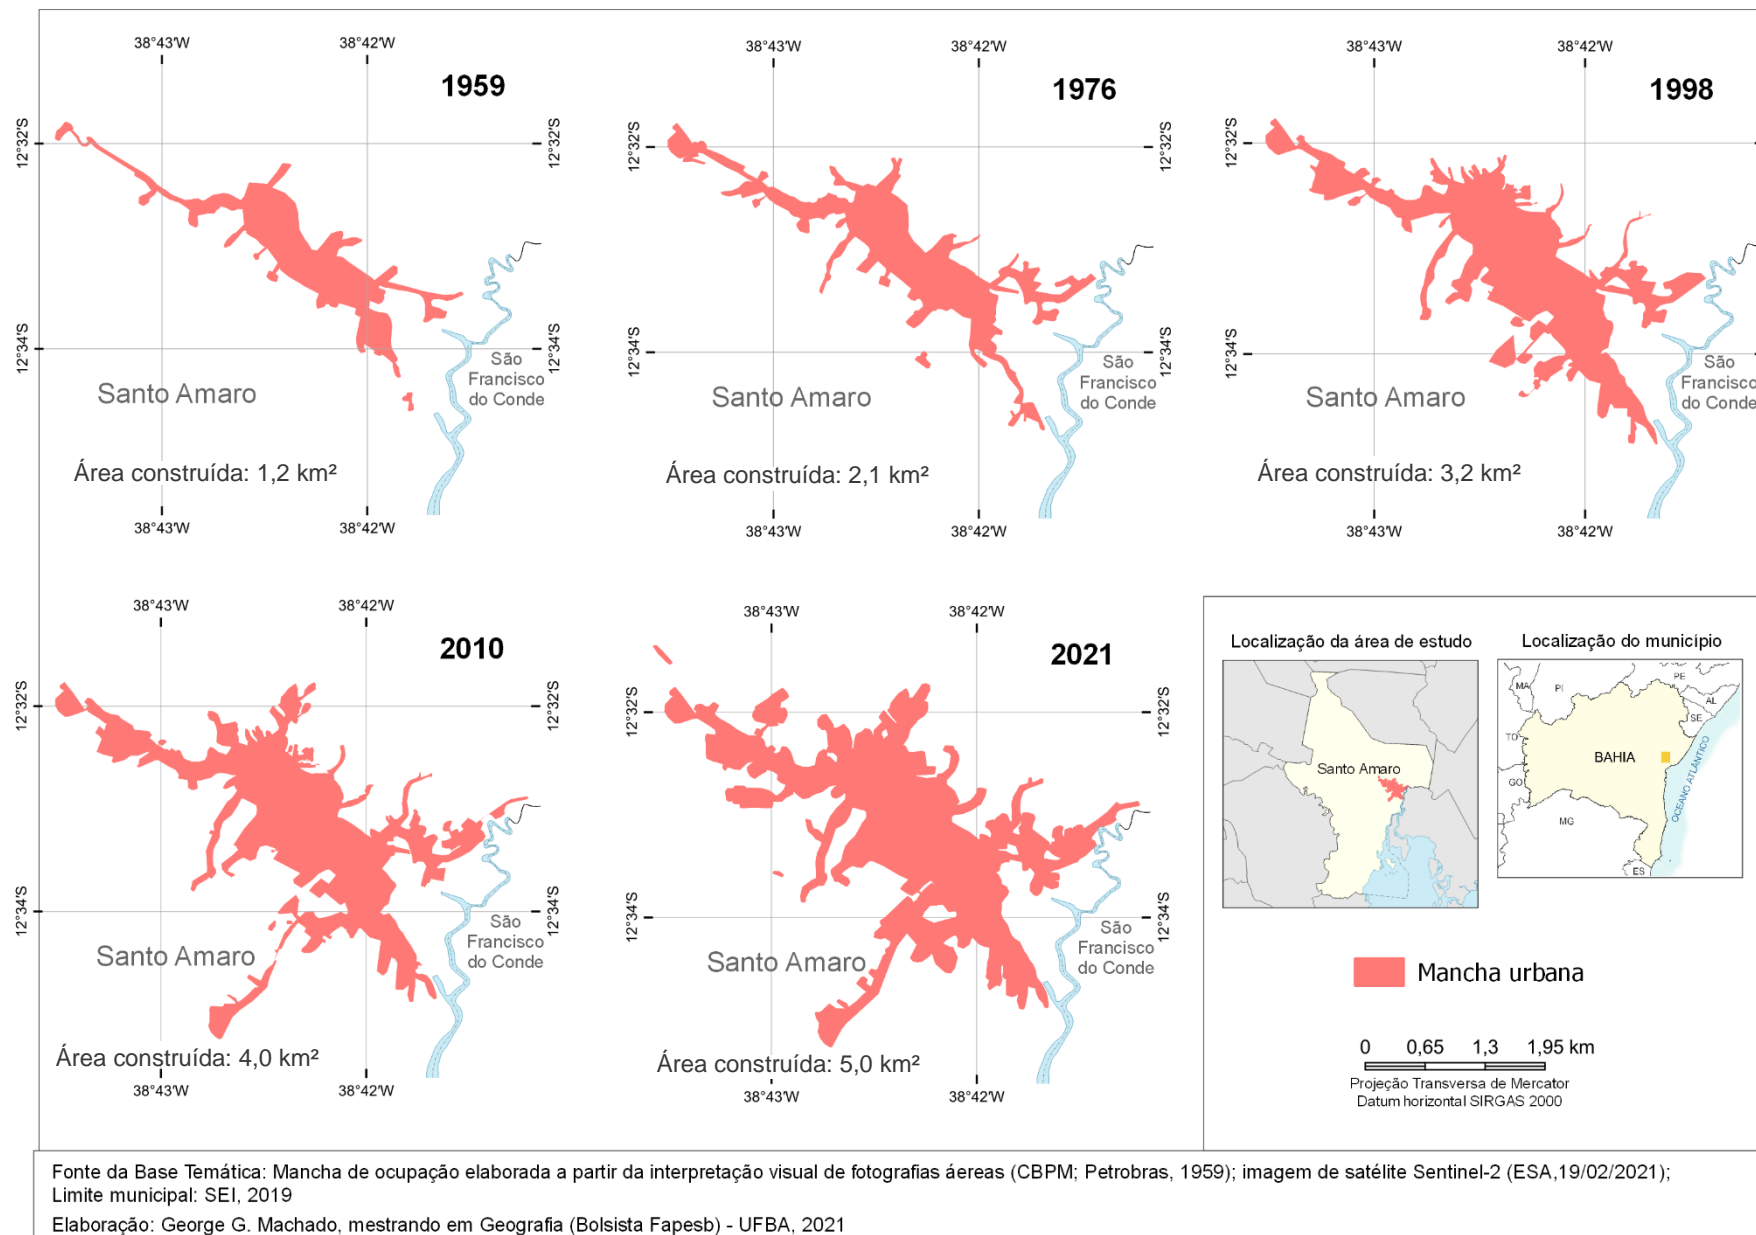 38°43'W
38°42'W
1959
12°32'S
12°32'S
12°34'S
12°34'S
São
Francisco
do Conde
Santo Amaro
Área construída: 1,2 km²
38°43'W
38°42'W
38°43'W
38°42'W
1976
12°32'S
12°32'S
12°34'S
12°34'S
São
Francisco
do Conde
Santo Amaro
Área construída: 2,1 km²
38°43'W
38°42'W
38°43'W
38°42'W
1998
12°32'S
12°34'S
São
Francisco
do Conde
Santo Amaro
Área construída: 3,2 km²
38°43'W
38°42'W
38°43'W
38°42'W
2010
12°32'S
12°32'S
12°34'S
12°34'S
São
Francisco
do Conde
Santo Amaro
Área construída: 4,0 km²
38°43'W
38°42'W
38°43'W
38°42'W
2021
12°32'S
12°32'S
12°34'S
12°34'S
São
Francisco
do Conde
Santo Amaro
Área construída: 5,0 km²
38°43'W
38°42'W
Localização da área de estudo
Santo Amaro
Localização do município
MA
PI
PE
AL
SE
TO
BAHIA
GO
OCEANO ATLÂNTICO
MG
ES
Mancha urbana
0 0,65 1,3 1,95 km
Projeção Transversa de Mercator
Datum horizontal SIRGAS 2000
Fonte da Base Temática: Mancha de ocupação elaborada a partir da interpretação visual de fotografias áereas (CBPM; Petrobras, 1959); imagem de satélite Sentinel-2 (ESA,19/02/2021);
Limite municipal: SEI, 2019
Elaboração: George G. Machado, mestrando em Geografia (Bolsista Fapesb) - UFBA, 2021